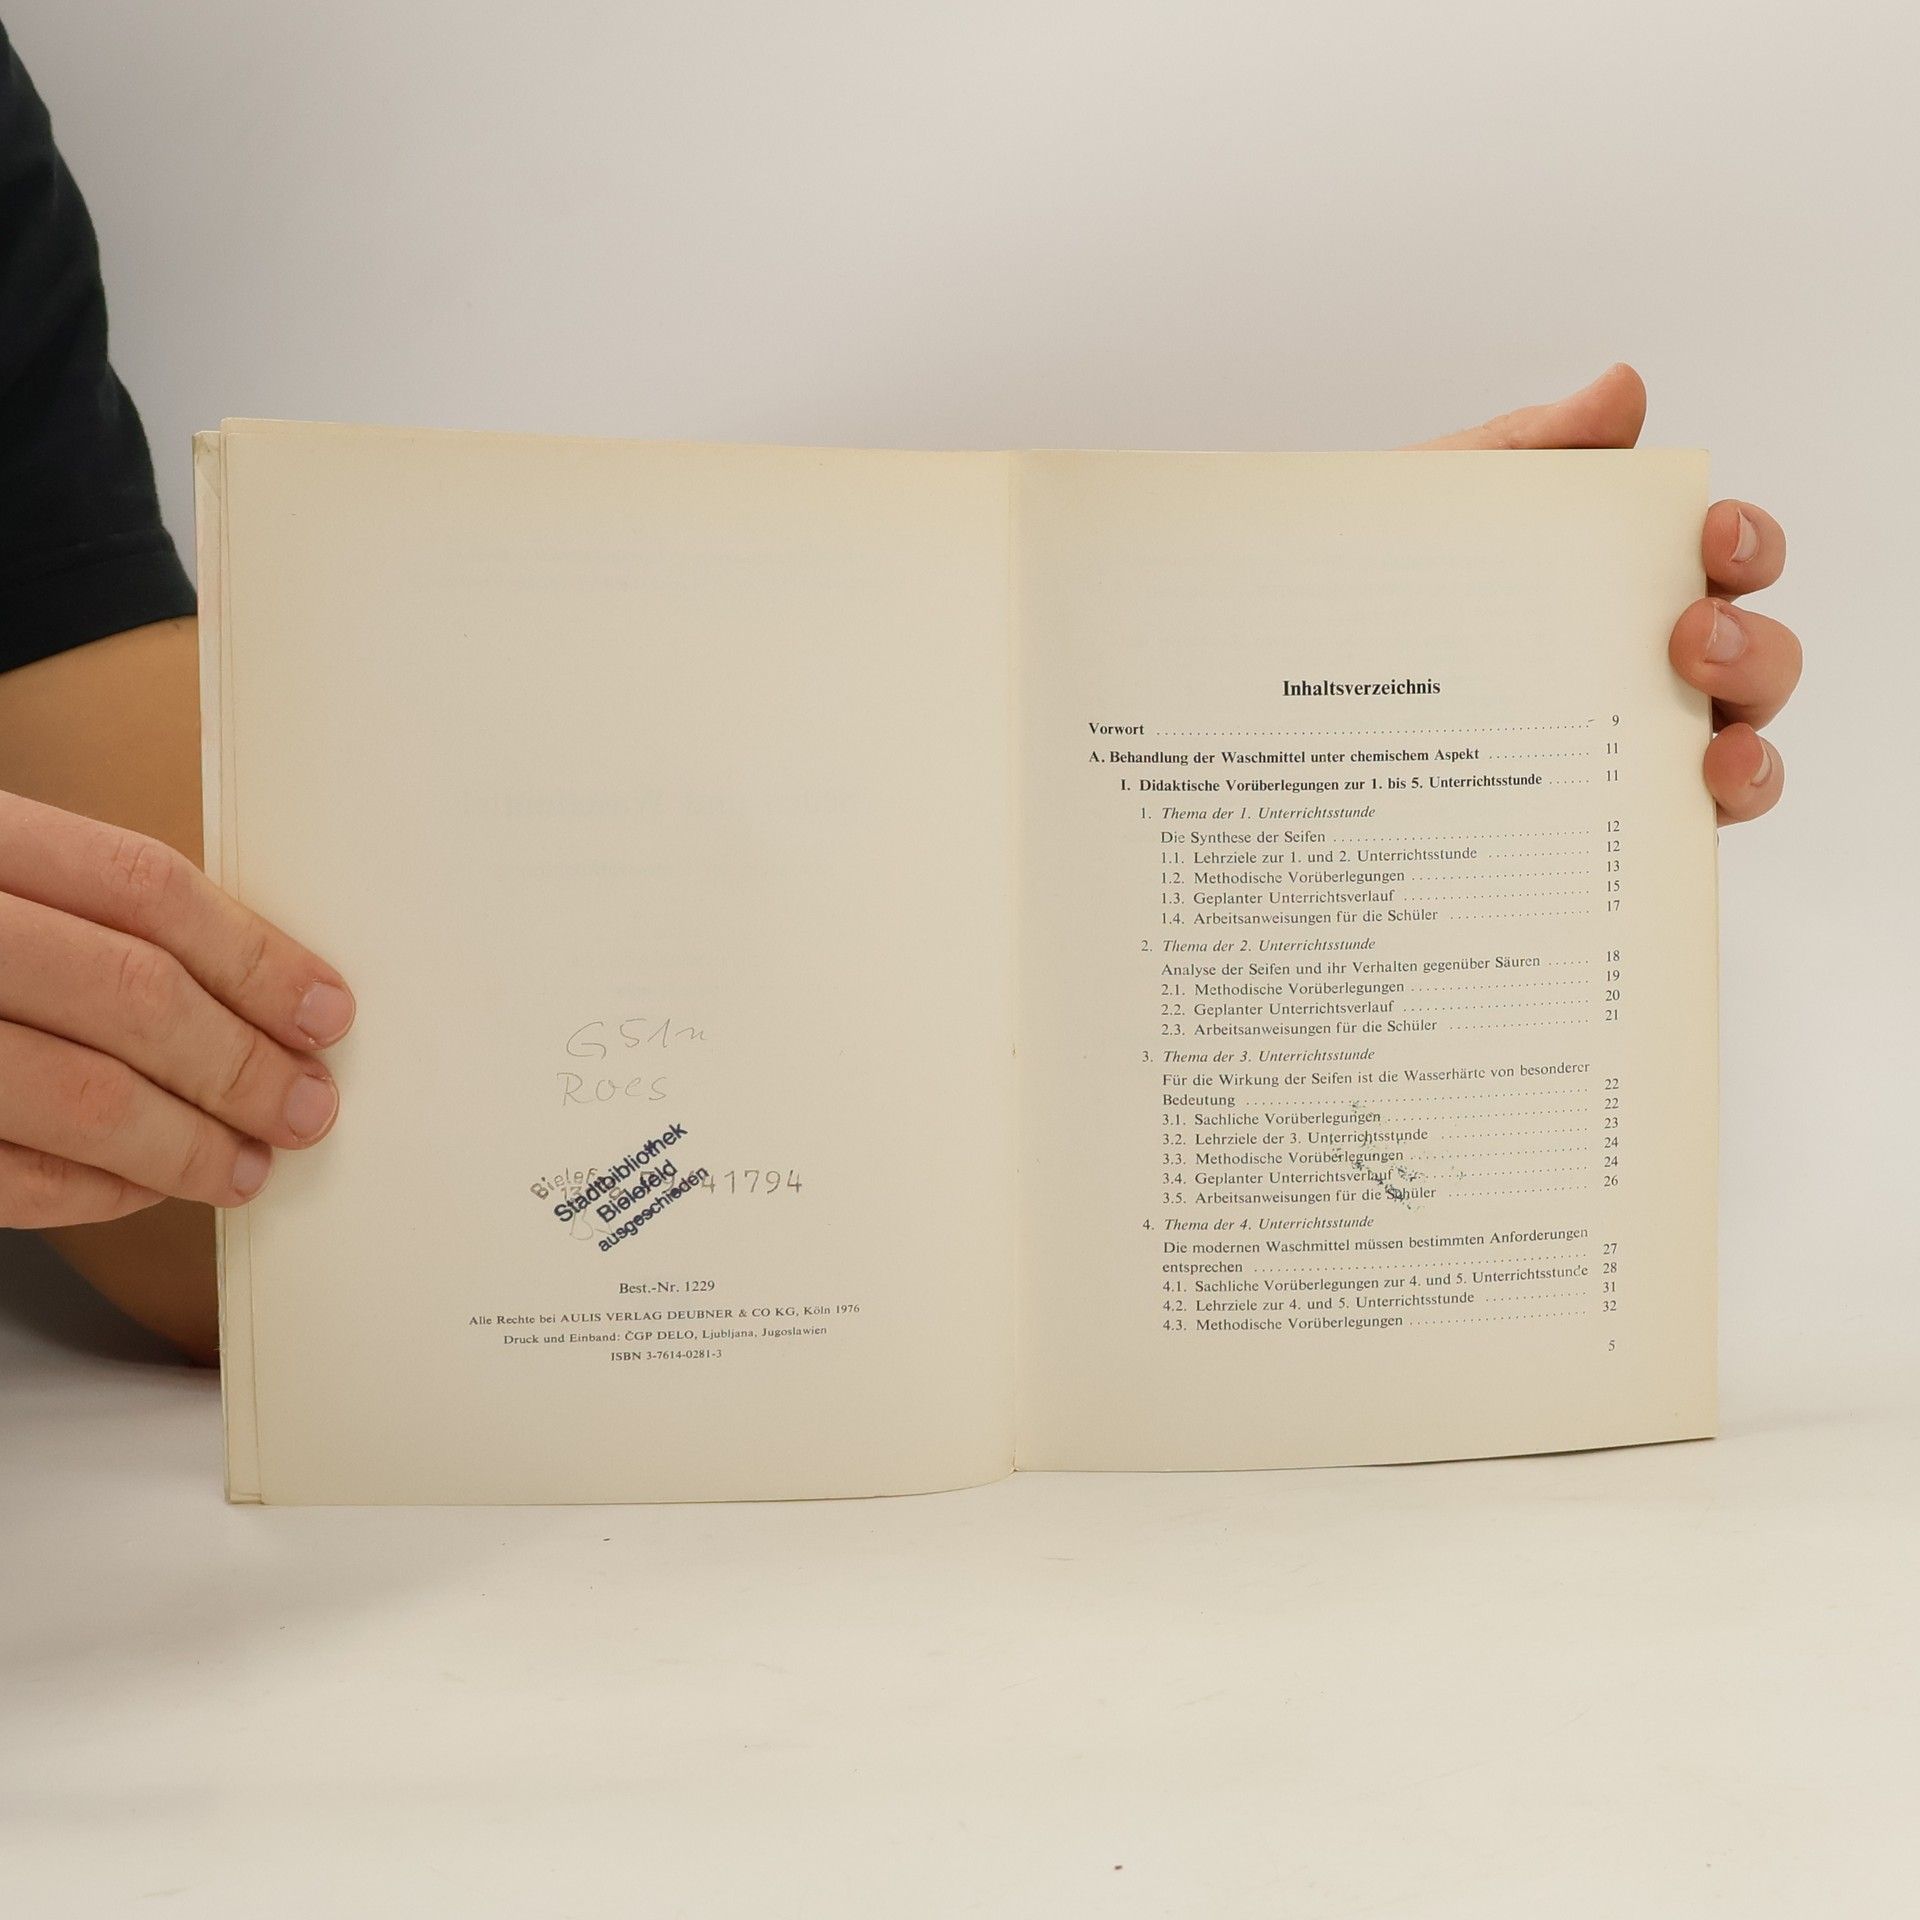 G51n
Roes
Stadtbibliothek
Bielefeld
ausgeschieden
41794
Best.-Nr. 1229
Alle Rechte bei AULIS VERLAG DEUBNER & CO KG, Köln 1976
Druck und Einband: ČGP DELO, Ljubljana, Jugoslawien
ISBN 3-7614-0281-3
Inhaltsverzeichnis
Vorwort 9
A. Behandlung der Waschmittel unter chemischem Aspekt 11
I. Didaktische Vorüberlegungen zur 1. bis 5. Unterrichtsstunde 11
1. Thema der 1. Unterrichtsstunde
Die Synthese der Seifen 12
1.1. Lehrziele zur 1. und 2. Unterrichtsstunde 12
1.2. Methodische Vorüberlegungen 13
1.3. Geplanter Unterrichtsverlauf 15
1.4. Arbeitsanweisungen für die Schüler 17
2. Thema der 2. Unterrichtsstunde
Analyse der Seifen und ihr Verhalten gegenüber Säuren 18
2.1. Methodische Vorüberlegungen 19
2.2. Geplanter Unterrichtsverlauf 20
2.3. Arbeitsanweisungen für die Schüler 21
3. Thema der 3. Unterrichtsstunde
Für die Wirkung der Seifen ist die Wasserhärte von besonderer
Bedeutung 22
3.1. Sachliche Vorüberlegungen 22
3.2. Lehrziele der 3. Unterrichtsstunde 23
3.3. Methodische Vorüberlegungen 24
3.4. Geplanter Unterrichtsverlauf 24
3.5. Arbeitsanweisungen für die Schüler 26
4. Thema der 4. Unterrichtsstunde
Die modernen Waschmittel müssen bestimmten Anforderungen
entsprechen 27
4.1. Sachliche Vorüberlegungen zur 4. und 5. Unterrichtsstunde 28
4.2. Lehrziele zur 4. und 5. Unterrichtsstunde 31
4.3. Methodische Vorüberlegungen 32
5